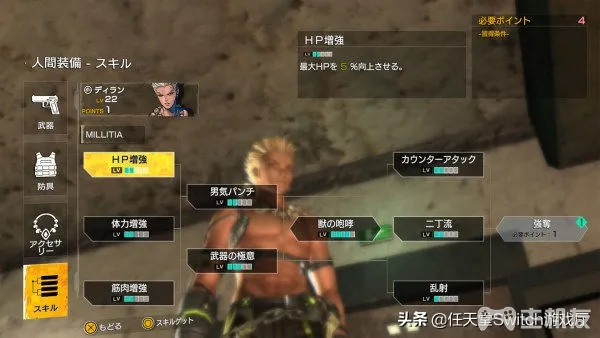 人間装備 - スキル
HP増強
LV
最大HPを 5 %向上させる。
必要ポイント 4
-獲得条件-
武器
防具
アクセサリー
スキル
ディラン
LV 22
POINTS 1
MILLITIA
HP増強
LV
男気パンチ
LV
カウンターアタック
LV
体力増強
LV
獣の咆哮
LV
二丁流
LV
強奪
必要ポイント：1
武器の極意
LV
筋肉増強
LV
乱射
LV
もどる
スキルゲット
头条 @任天堂Switch游戏厅